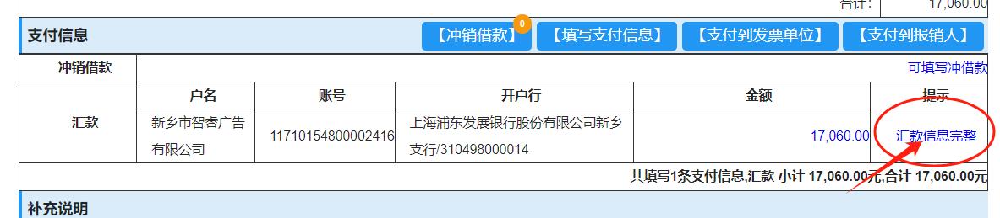 合计： 17,060.00
支付信息 【冲销借款】 0 【填写支付信息】 【支付到发票单位】 【支付到报销人】
冲销借款 可填写冲借款
户名 账号 开户行 金额 提示
汇款 新乡市智睿广告有限公司 11710154800002416 上海浦东发展银行股份有限公司新乡支行/310498000014 17,060.00 汇款信息完整
共填写1条支付信息,汇款 小计 17,060.00元,合计 17,060.00元
补充说明